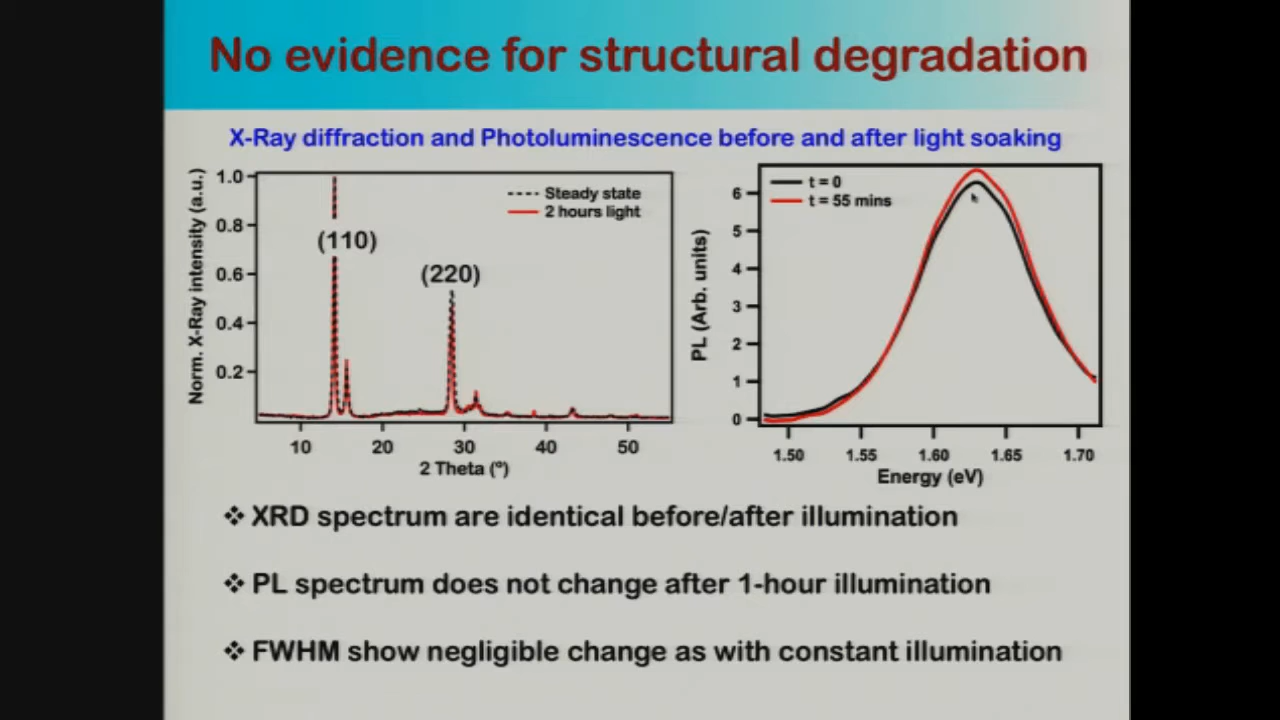 No evidence for structural degradation
X-Ray diffraction and Photoluminescence before and after light soaking
Norm. X-Ray intensity (a.u.)
1.0
0.8
0.6
0.4
0.2
Steady state
2 hours light
(110)
(220)
10 20 30 40 50
2 Theta (º)
PL (Arb. units)
6
5
4
3
2
1
0
t = 0
t = 55 mins
1.50 1.55 1.60 1.65 1.70
Energy (eV)
❖ XRD spectrum are identical before/after illumination
❖ PL spectrum does not change after 1-hour illumination
❖ FWHM show negligible change as with constant illumination